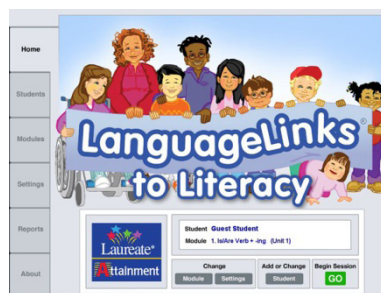 Home
Students
Modules
Settings
Reports
About
LanguageLinks®
to Literacy
Laureate®
Attainment
Student Guest Student
Module 1. Is/Are Verb + -ing (Unit 1)
Change
Module Settings
Add or Change
Student
Begin Session
GO